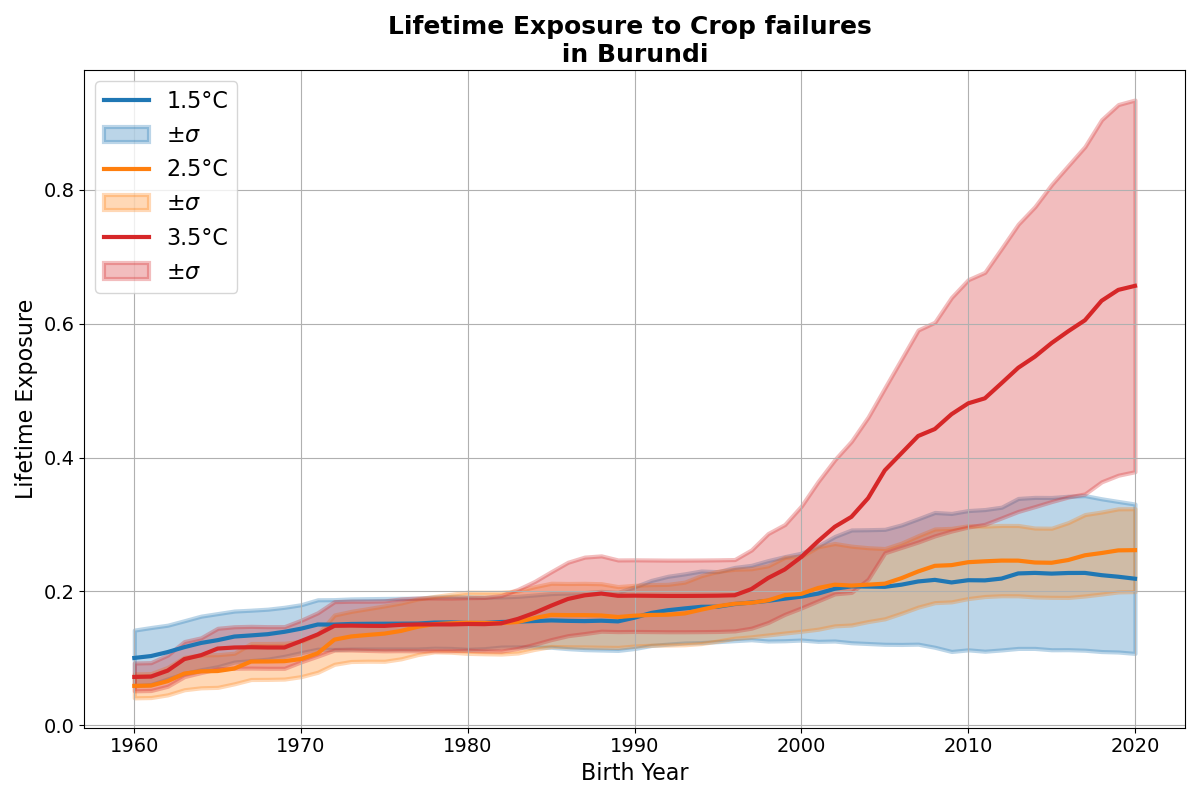 Lifetime Exposure to Crop failures
in Burundi
1.5°C
±σ
2.5°C
±σ
3.5°C
±σ
Lifetime Exposure
0.8
0.6
0.4
0.2
0.0
1960 1970 1980 1990 2000 2010 2020
Birth Year